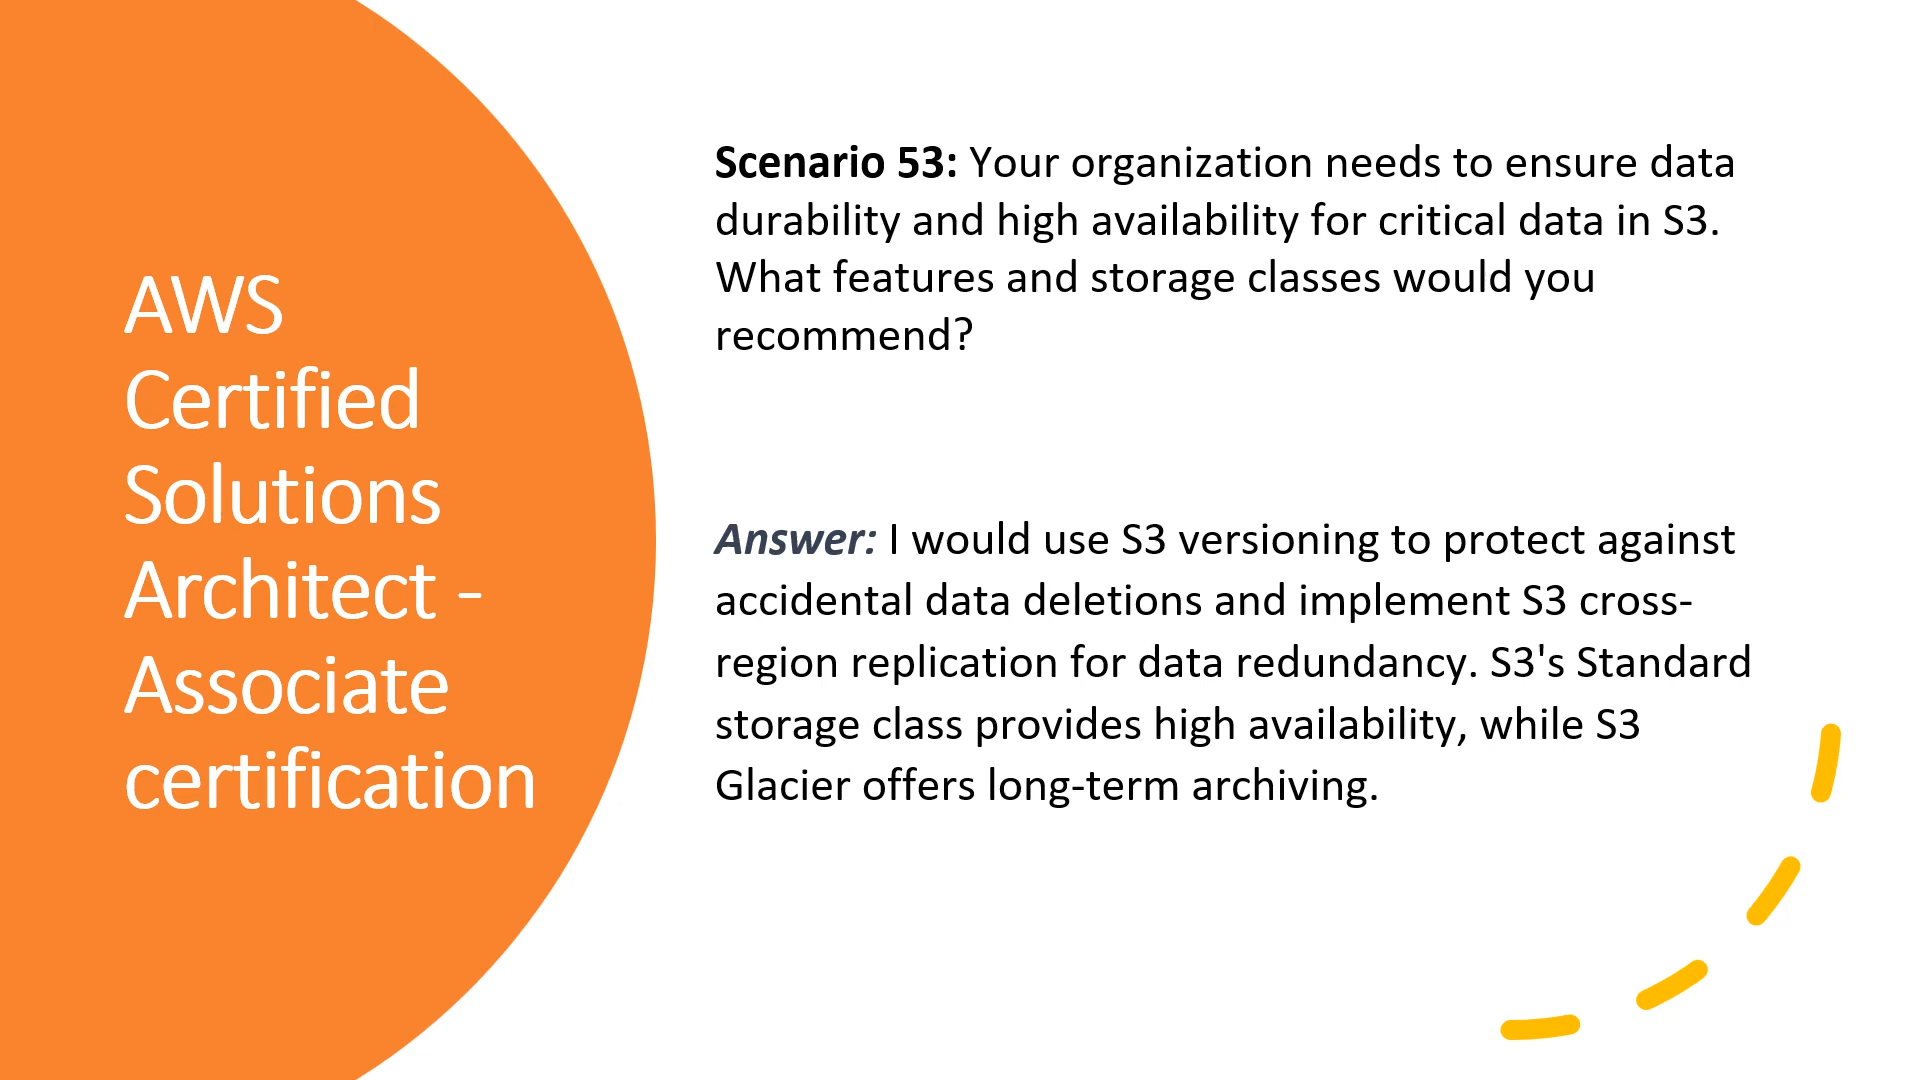 AWS
Certified
Solutions
Architect -
Associate
certification
Scenario 53: Your organization needs to ensure data
durability and high availability for critical data in S3.
What features and storage classes would you
recommend?
Answer: I would use S3 versioning to protect against
accidental data deletions and implement S3 cross-
region replication for data redundancy. S3's Standard
storage class provides high availability, while S3
Glacier offers long-term archiving.